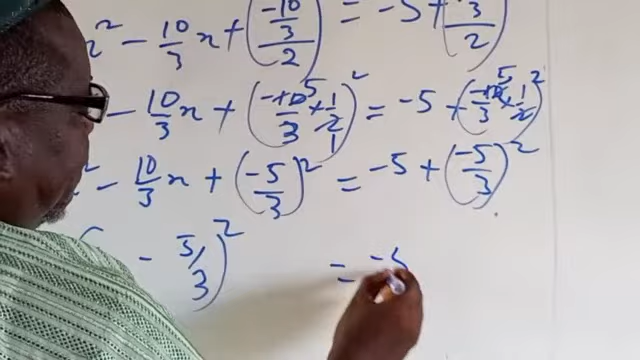 x² - 10/3 x + ((-10/3)/2)² = -5 + ((-10/3)/2)
- 10/3 x + (-10/3 × 1/2)² = -5 + (-10/3 × 1/2)²
² - 10/3 x + (-5/3)² = -5 + (-5/3)²
( - 5/3)² = -5